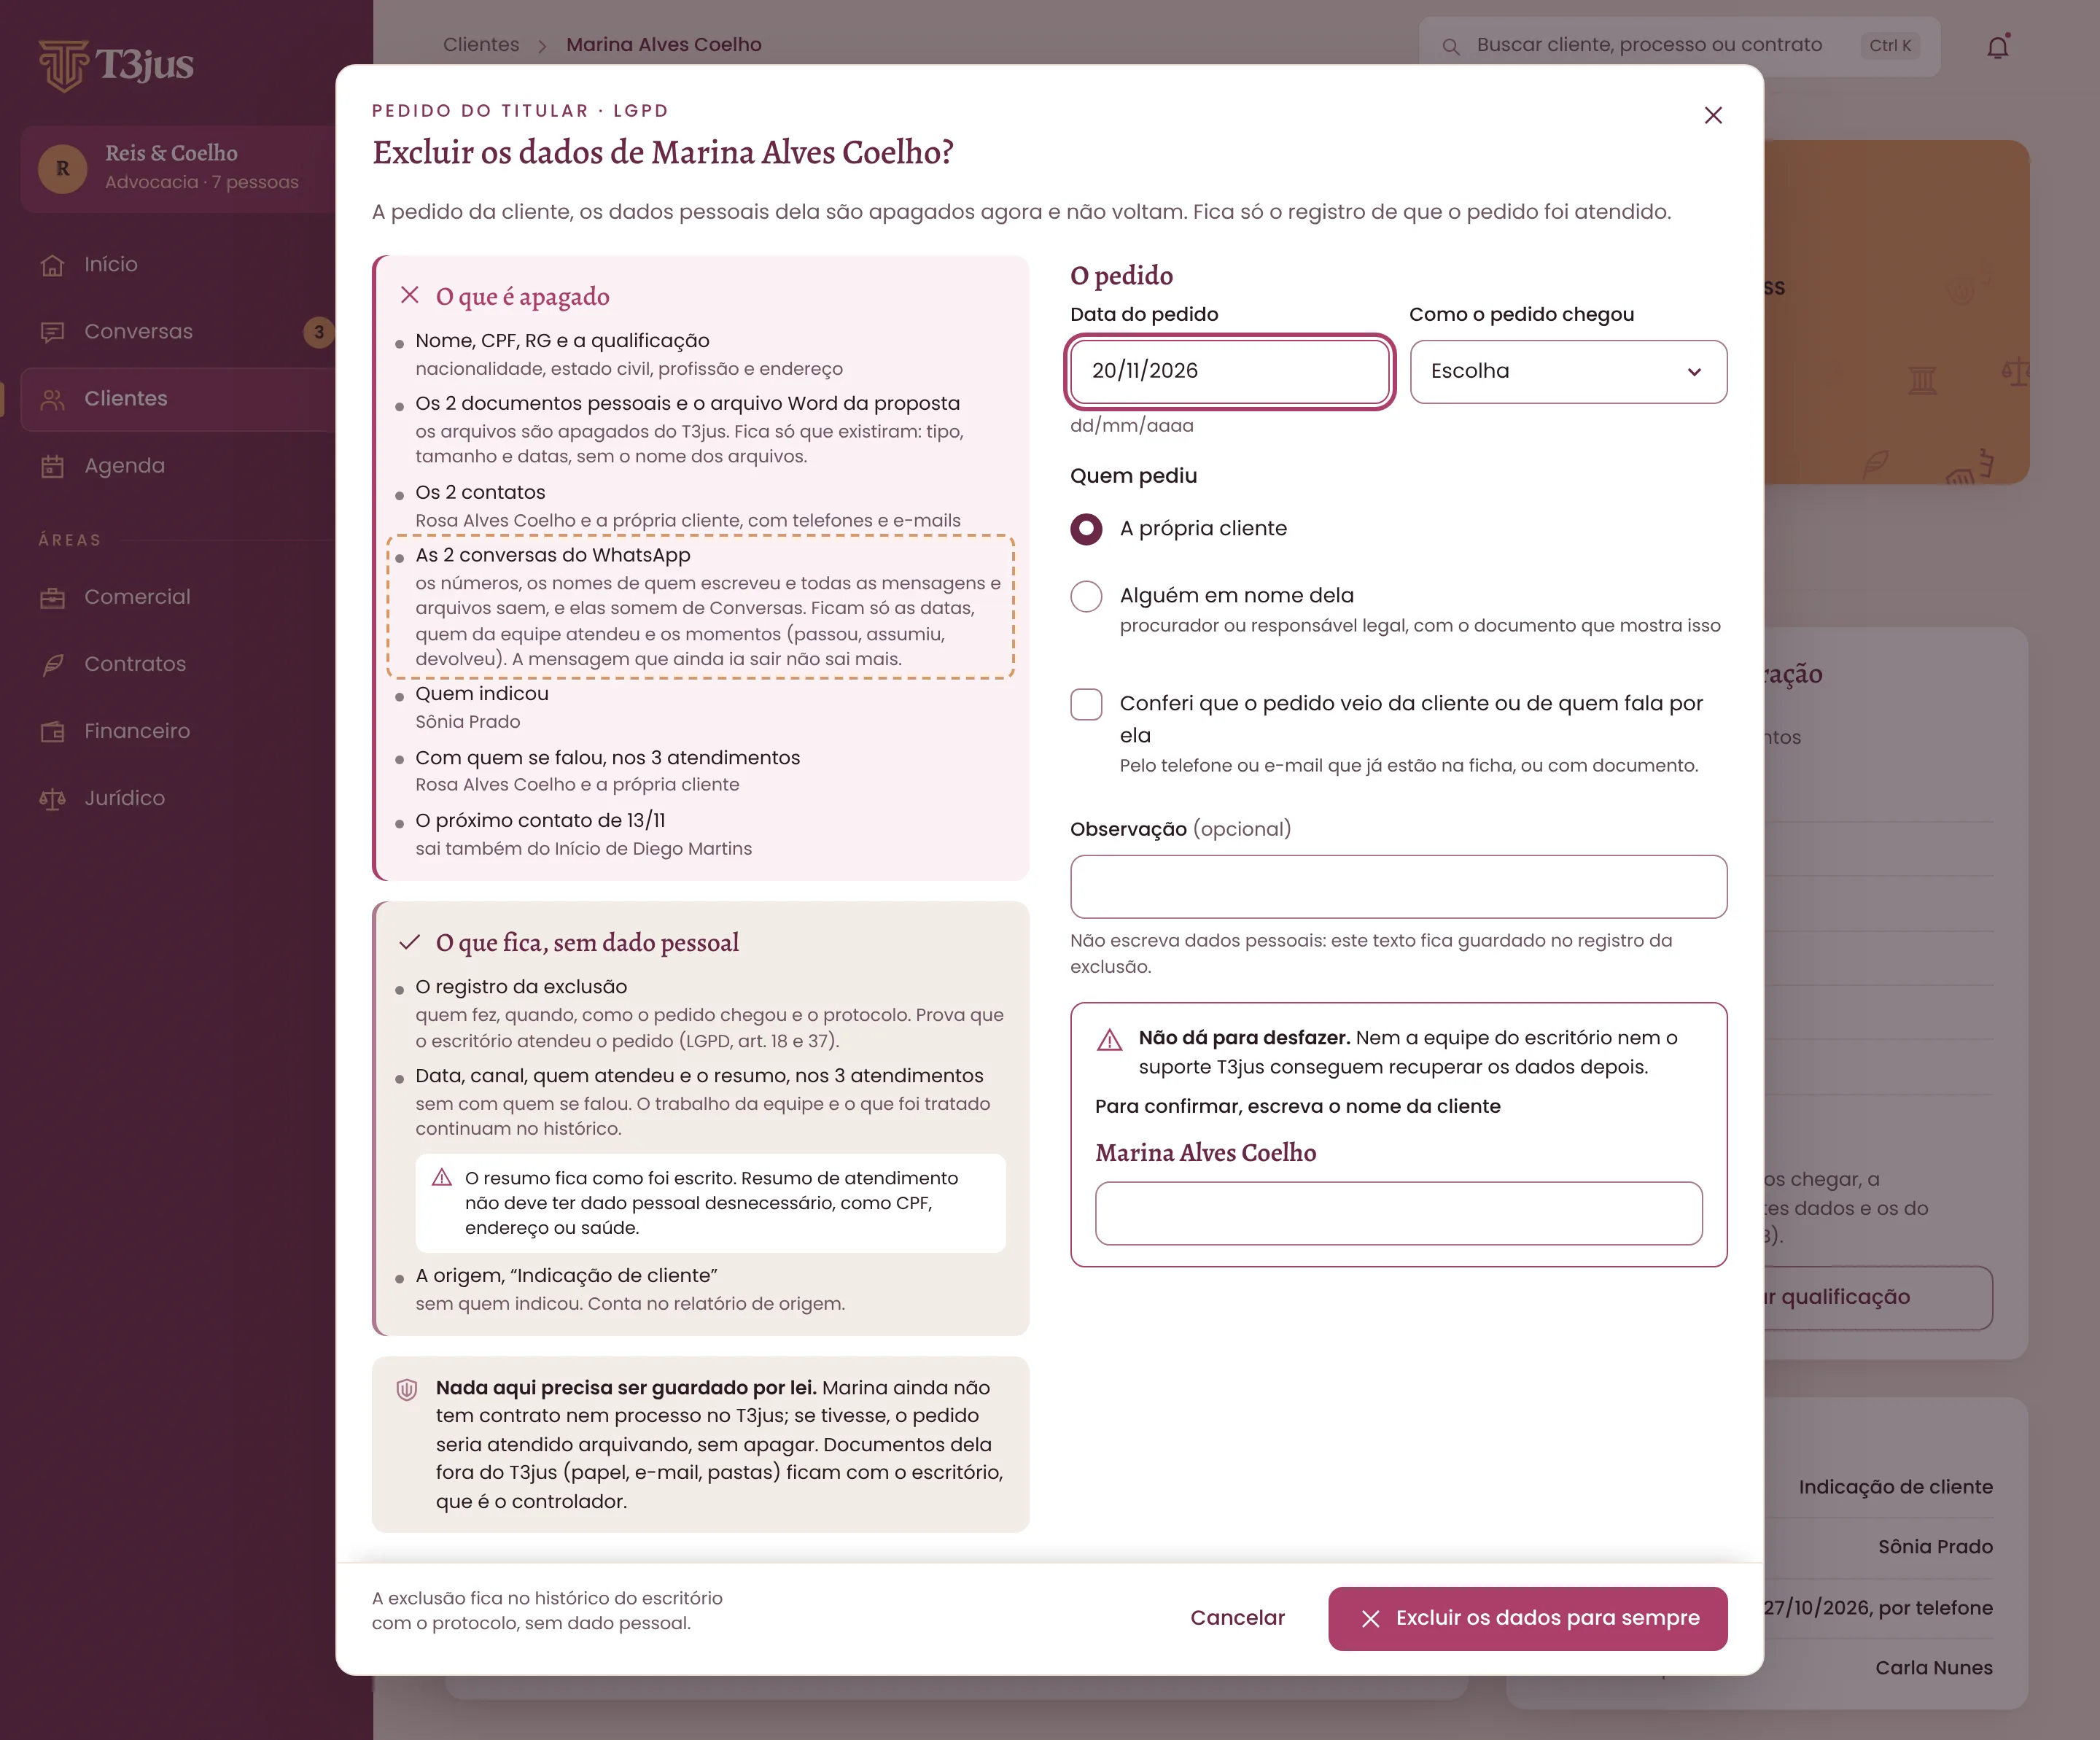 T3jus
R
Reis & Coelho
Advocacia · 7 pessoas
Início
Conversas
3
Clientes
Agenda
ÁREAS
Comercial
Contratos
Financeiro
Jurídico
Clientes
Marina Alves Coelho
Buscar cliente, processo ou contrato
Ctrl K
PEDIDO DO TITULAR · LGPD
Excluir os dados de Marina Alves Coelho?
A pedido da cliente, os dados pessoais dela são apagados agora e não voltam. Fica só o registro de que o pedido foi atendido.
O que é apagado
Nome, CPF, RG e a qualificação
nacionalidade, estado civil, profissão e endereço
Os 2 documentos pessoais e o arquivo Word da proposta
os arquivos são apagados do T3jus. Fica só que existiram: tipo,
tamanho e datas, sem o nome dos arquivos.
Os 2 contatos
Rosa Alves Coelho e a própria cliente, com telefones e e-mails
As 2 conversas do WhatsApp
os números, os nomes de quem escreveu e todas as mensagens e
arquivos saem, e elas somem de Conversas. Ficam só as datas,
quem da equipe atendeu e os momentos (passou, assumiu,
devolveu). A mensagem que ainda ia sair não sai mais.
Quem indicou
Sônia Prado
Com quem se falou, nos 3 atendimentos
Rosa Alves Coelho e a própria cliente
O próximo contato de 13/11
sai também do Início de Diego Martins
O que fica, sem dado pessoal
O registro da exclusão
quem fez, quando, como o pedido chegou e o protocolo. Prova que
o escritório atendeu o pedido (LGPD, art. 18 e 37).
Data, canal, quem atendeu e o resumo, nos 3 atendimentos
sem com quem se falou. O trabalho da equipe e o que foi tratado
continuam no histórico.
O resumo fica como foi escrito. Resumo de atendimento
não deve ter dado pessoal desnecessário, como CPF,
endereço ou saúde.
A origem, “Indicação de cliente”
sem quem indicou. Conta no relatório de origem.
Nada aqui precisa ser guardado por lei. Marina ainda não
tem contrato nem processo no T3jus; se tivesse, o pedido
seria atendido arquivando, sem apagar. Documentos dela
fora do T3jus (papel, e-mail, pastas) ficam com o escritório,
que é o controlador.
O pedido
Data do pedido
Como o pedido chegou
20/11/2026
Escolha
dd/mm/aaaa
Quem pediu
A própria cliente
Alguém em nome dela
procurador ou responsável legal, com o documento que mostra isso
Conferi que o pedido veio da cliente ou de quem fala por
ela
Pelo telefone ou e-mail que já estão na ficha, ou com documento.
Observação (opcional)
Não escreva dados pessoais: este texto fica guardado no registro da
exclusão.
Não dá para desfazer. Nem a equipe do escritório nem o
suporte T3jus conseguem recuperar os dados depois.
Para confirmar, escreva o nome da cliente
Marina Alves Coelho
A exclusão fica no histórico do escritório
com o protocolo, sem dado pessoal.
Cancelar
Excluir os dados para sempre
os chegar, a
dados e os do
qualificação
Indicação de cliente
Sônia Prado
27/10/2026, por telefone
Carla Nunes